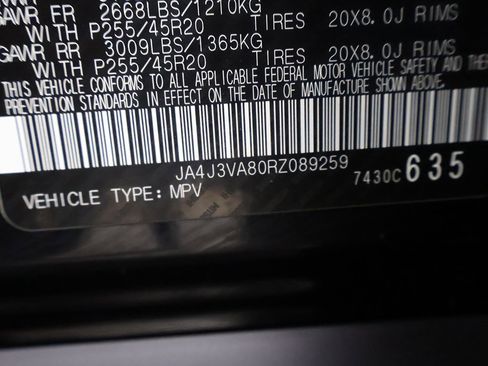 GAWR FR 2668LBS/1210KG TIRES 20X8.0J RIMS
WITH P255/45R20
GAWR RR 3009LBS/1365KG TIRES 20X8.0J RIMS
WITH P255/45R20
THIS VEHICLE CONFORMS TO ALL APPLICABLE FEDERAL MOTOR VEHICLE SAFETY AND THE
PREVENTION STANDARDS IN EFFECT ON THE DATE OF MANUFACTURE SHOWN ABOVE.
JA4J3VA80RZ089259
7430C 635
VEHICLE TYPE: MPV